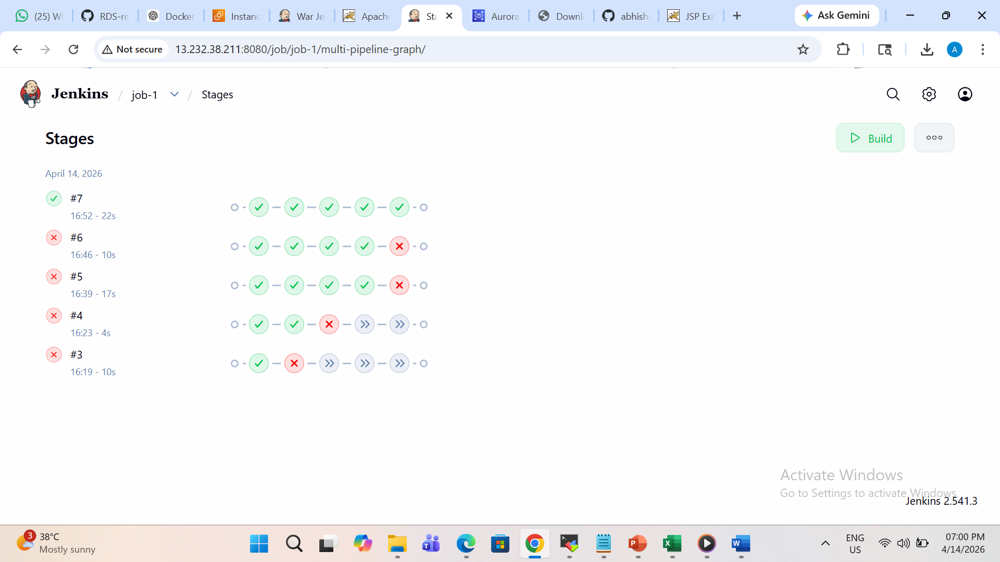 (25) W
RDS-re
Docker
Instanc
War Je
Apache
Sta
Aurora
Downl
abhish
JSP Exa
Ask Gemini
Not secure
13.232.38.211:8080/job/job-1/multi-pipeline-graph/
A
Jenkins / job-1 / Stages
Stages
Build
April 14, 2026
#7
16:52 - 22s
#6
16:46 - 10s
#5
16:39 - 17s
#4
16:23 - 4s
#3
16:19 - 10s
Activate Windows
Go to Settings to activate Windows.
Jenkins 2.541.3
3
38°C
Mostly sunny
ENG
US
07:00 PM
4/14/2026